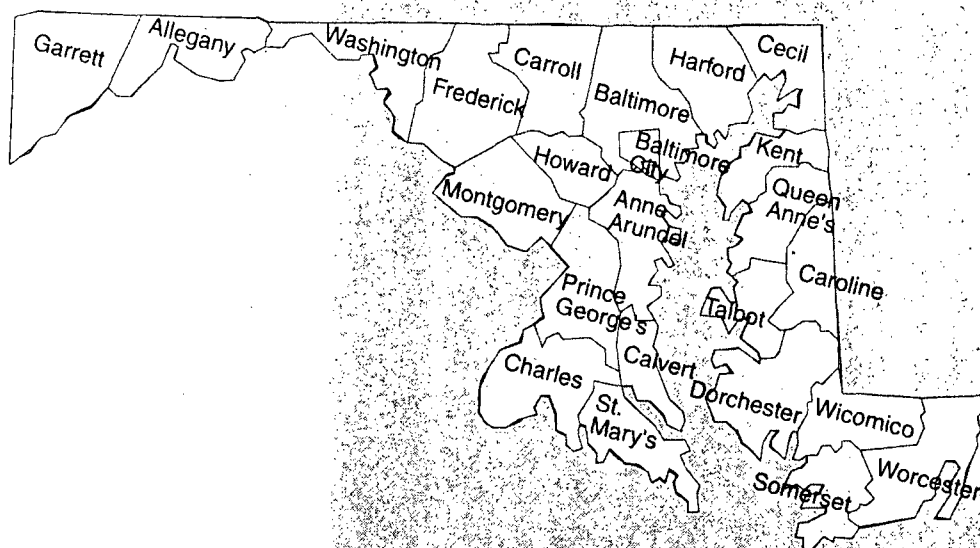 Garrett
Allegany
Washington
Frederick
Carroll
Baltimore
Harford
Cecil
Baltimore
City
Howard
Montgomery
Anne
Arundel
Kent
Queen
Anne's
Caroline
Talbot
Prince
George's
Calvert
Charles
St.
Mary's
Dorchester
Wicomico
Somerset
Worcester